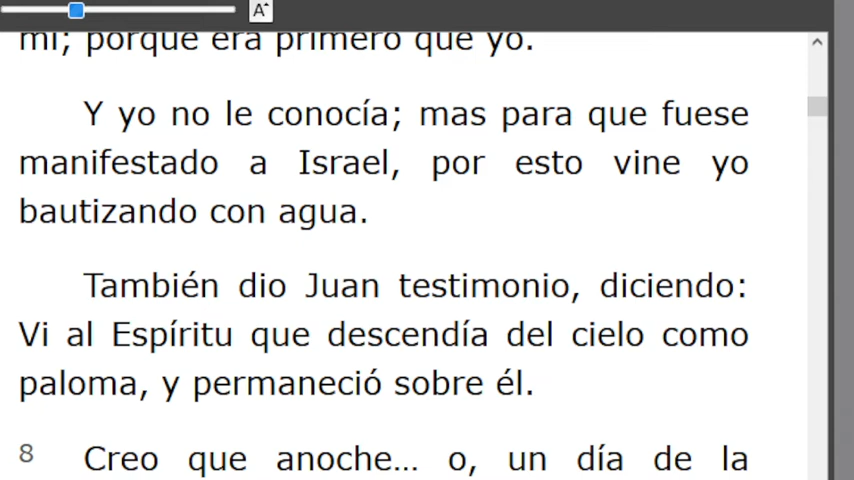 A
mí; porque era primero que yo.
Y yo no le conocía; mas para que fuese
manifestado a Israel, por esto vine yo
bautizando con agua.
También dio Juan testimonio, diciendo:
Vi al Espíritu que descendía del cielo como
paloma, y permaneció sobre él.
8 Creo que anoche... o, un día de la